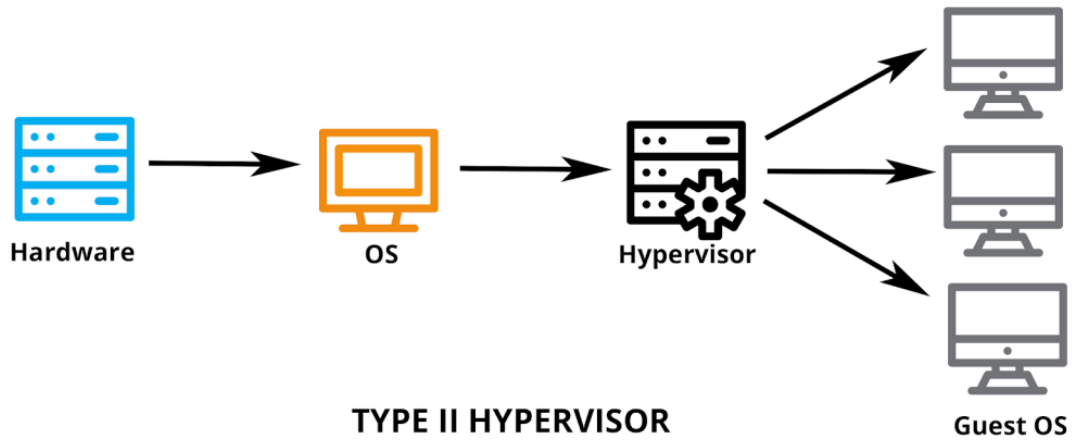 Hardware
OS
Hypervisor
Guest OS
TYPE II HYPERVISOR